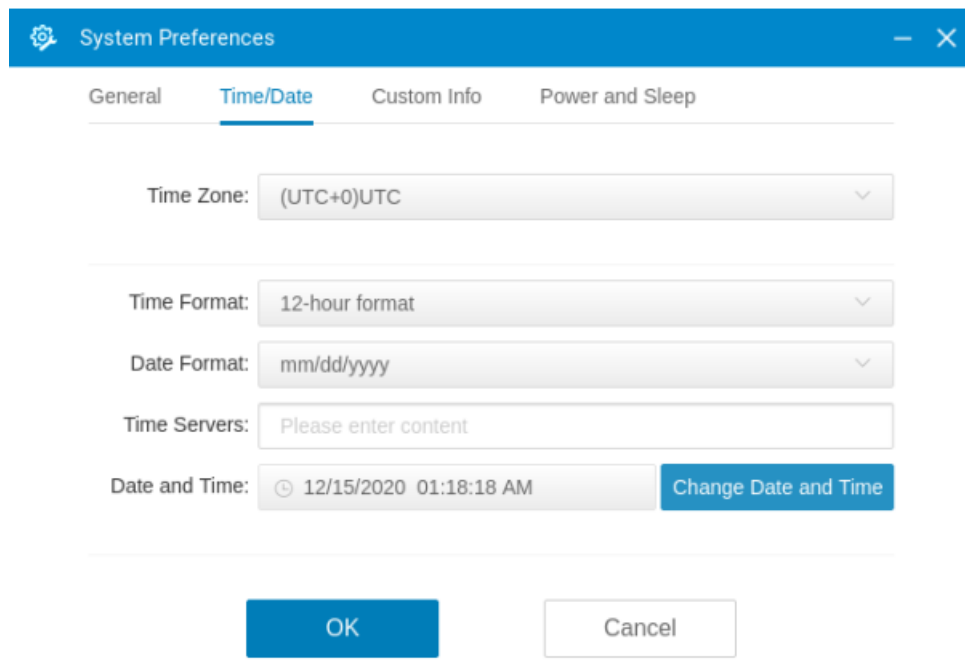 System Preferences
General Time/Date Custom Info Power and Sleep
Time Zone: (UTC+0)UTC
Time Format: 12-hour format
Date Format: mm/dd/yyyy
Time Servers: Please enter content
Date and Time: 12/15/2020 01:18:18 AM Change Date and Time
OK Cancel